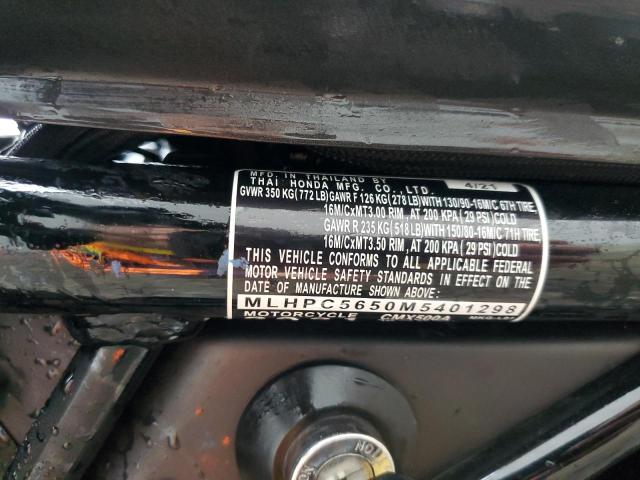 MFD. IN THAILAND BY
THAI HONDA MFG. CO., LTD. 4/21
GVWR 350 KG(772 LB)GAWR F 126 KG(278 LB)WITH 130/90-16M/C 67H TIRE,
16M/CxMT3.00 RIM, AT 200 KPA(29 PSI)COLD
GAWR R 235 KG(518 LB)WITH 150/80-16M/C 71H TIRE,
16M/CxMT3.50 RIM, AT 200 KPA(29 PSI)COLD
THIS VEHICLE CONFORMS TO ALL APPLICABLE FEDERAL
MOTOR VEHICLE SAFETY STANDARDS IN EFFECT ON THE
DATE OF MANUFACTURE SHOWN ABOVE:
MLHPC5650M5401298
MOTORCYCLE CMX500A